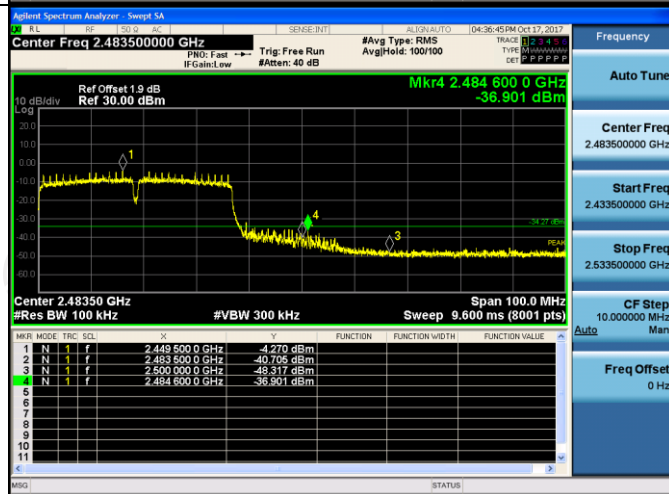 Agilent Spectrum Analyzer - Swept SA
RL RF 50 Ω AC SENSE:INT ALIGNAUTO 04:36:45PM Oct 17, 2017
Center Freq 2.483500000 GHz #Avg Type: RMS TRACE 1 2 3 4 5
PNO: Fast Trig: Free Run Avg|Hold: 100/100 TYPE M
IFGain:Low #Atten: 40 dB DET P P P P P P
Frequency
Auto Tune
Center Freq
2.483500000 GHz
Start Freq
2.433500000 GHz
Stop Freq
2.533500000 GHz
CF Step
10.000000 MHz
Auto Man
Freq Offset
0 Hz
Mkr4 2.484 600 0 GHz
-36.901 dBm
Ref Offset 1.9 dB
10 dB/div Ref 30.00 dBm
Log
20.0
10.0
0.00
-10.0
-20.0
-30.0
-40.0
-50.0
-60.0
1
4
3
-34.27 dBm
PEAK
Center 2.48350 GHz Span 100.0 MHz
#Res BW 100 kHz #VBW 300 kHz Sweep 9.600 ms (8001 pts)
MKR MODE TRC SCL X Y FUNCTION FUNCTION WIDTH FUNCTION VALUE
1 N 1 f 2.449 500 0 GHz -4.270 dBm
2 N 1 f 2.483 500 0 GHz -40.705 dBm
3 N 1 f 2.500 000 0 GHz -48.317 dBm
4 N 1 f 2.484 600 0 GHz -36.901 dBm
5
6
7
8
9
10
11
MSG STATUS